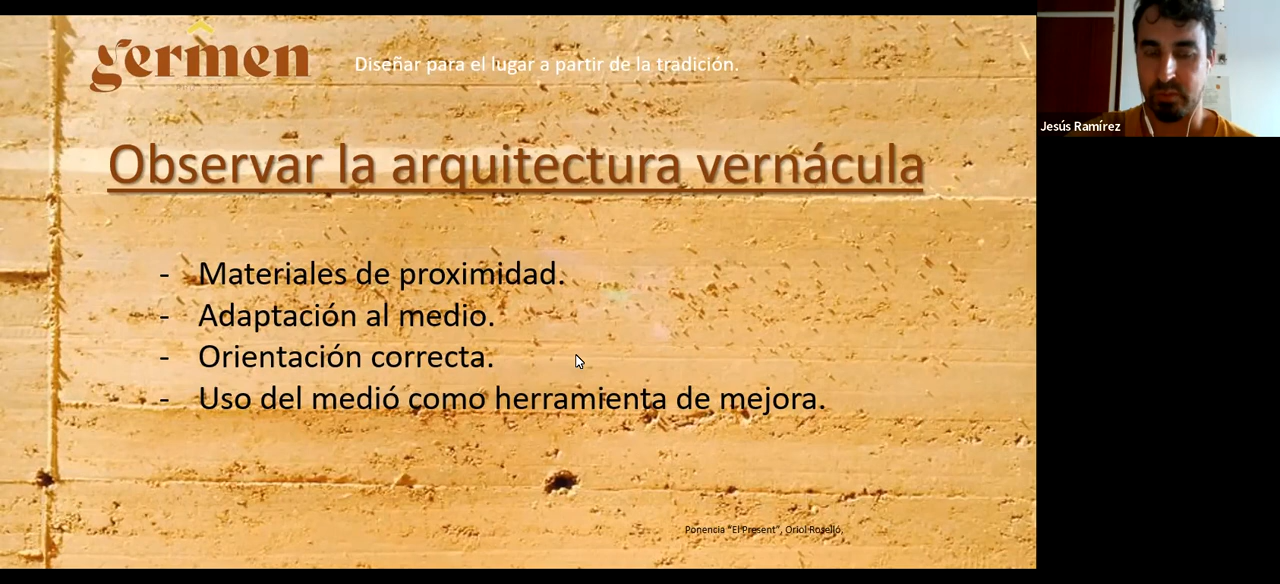 germen
Diseñar para el lugar a partir de la tradición.
Jesús Ramírez
Observar la arquitectura vernácula
- Materiales de proximidad.
- Adaptación al medio.
- Orientación correcta.
- Uso del medió como herramienta de mejora.
Ponencia "El Present", Oriol Roselló.